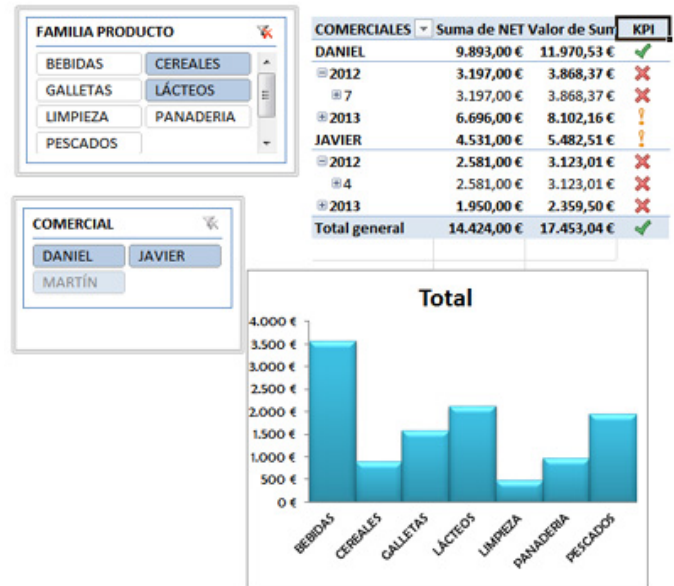 FAMILIA PRODUCTO
BEBIDAS CEREALES
GALLETAS LÁCTEOS
LIMPIEZA PANADERIA
PESCADOS
COMERCIAL
DANIEL JAVIER
MARTÍN
COMERCIALES Suma de NET Valor de Sum KPI
DANIEL 9.893,00 € 11.970,53 €
2012 3.197,00 € 3.868,37 €
7 3.197,00 € 3.868,37 €
2013 6.696,00 € 8.102,16 €
JAVIER 4.531,00 € 5.482,51 €
2012 2.581,00 € 3.123,01 €
4 2.581,00 € 3.123,01 €
2013 1.950,00 € 2.359,50 €
Total general 14.424,00 € 17.453,04 €
Total
4.000 €
3.500 €
3.000 €
2.500 €
2.000 €
1.500 €
1.000 €
500 €
0 €
BEBIDAS CEREALES GALLETAS LÁCTEOS LIMPIEZA PANADERIA PESCADOS